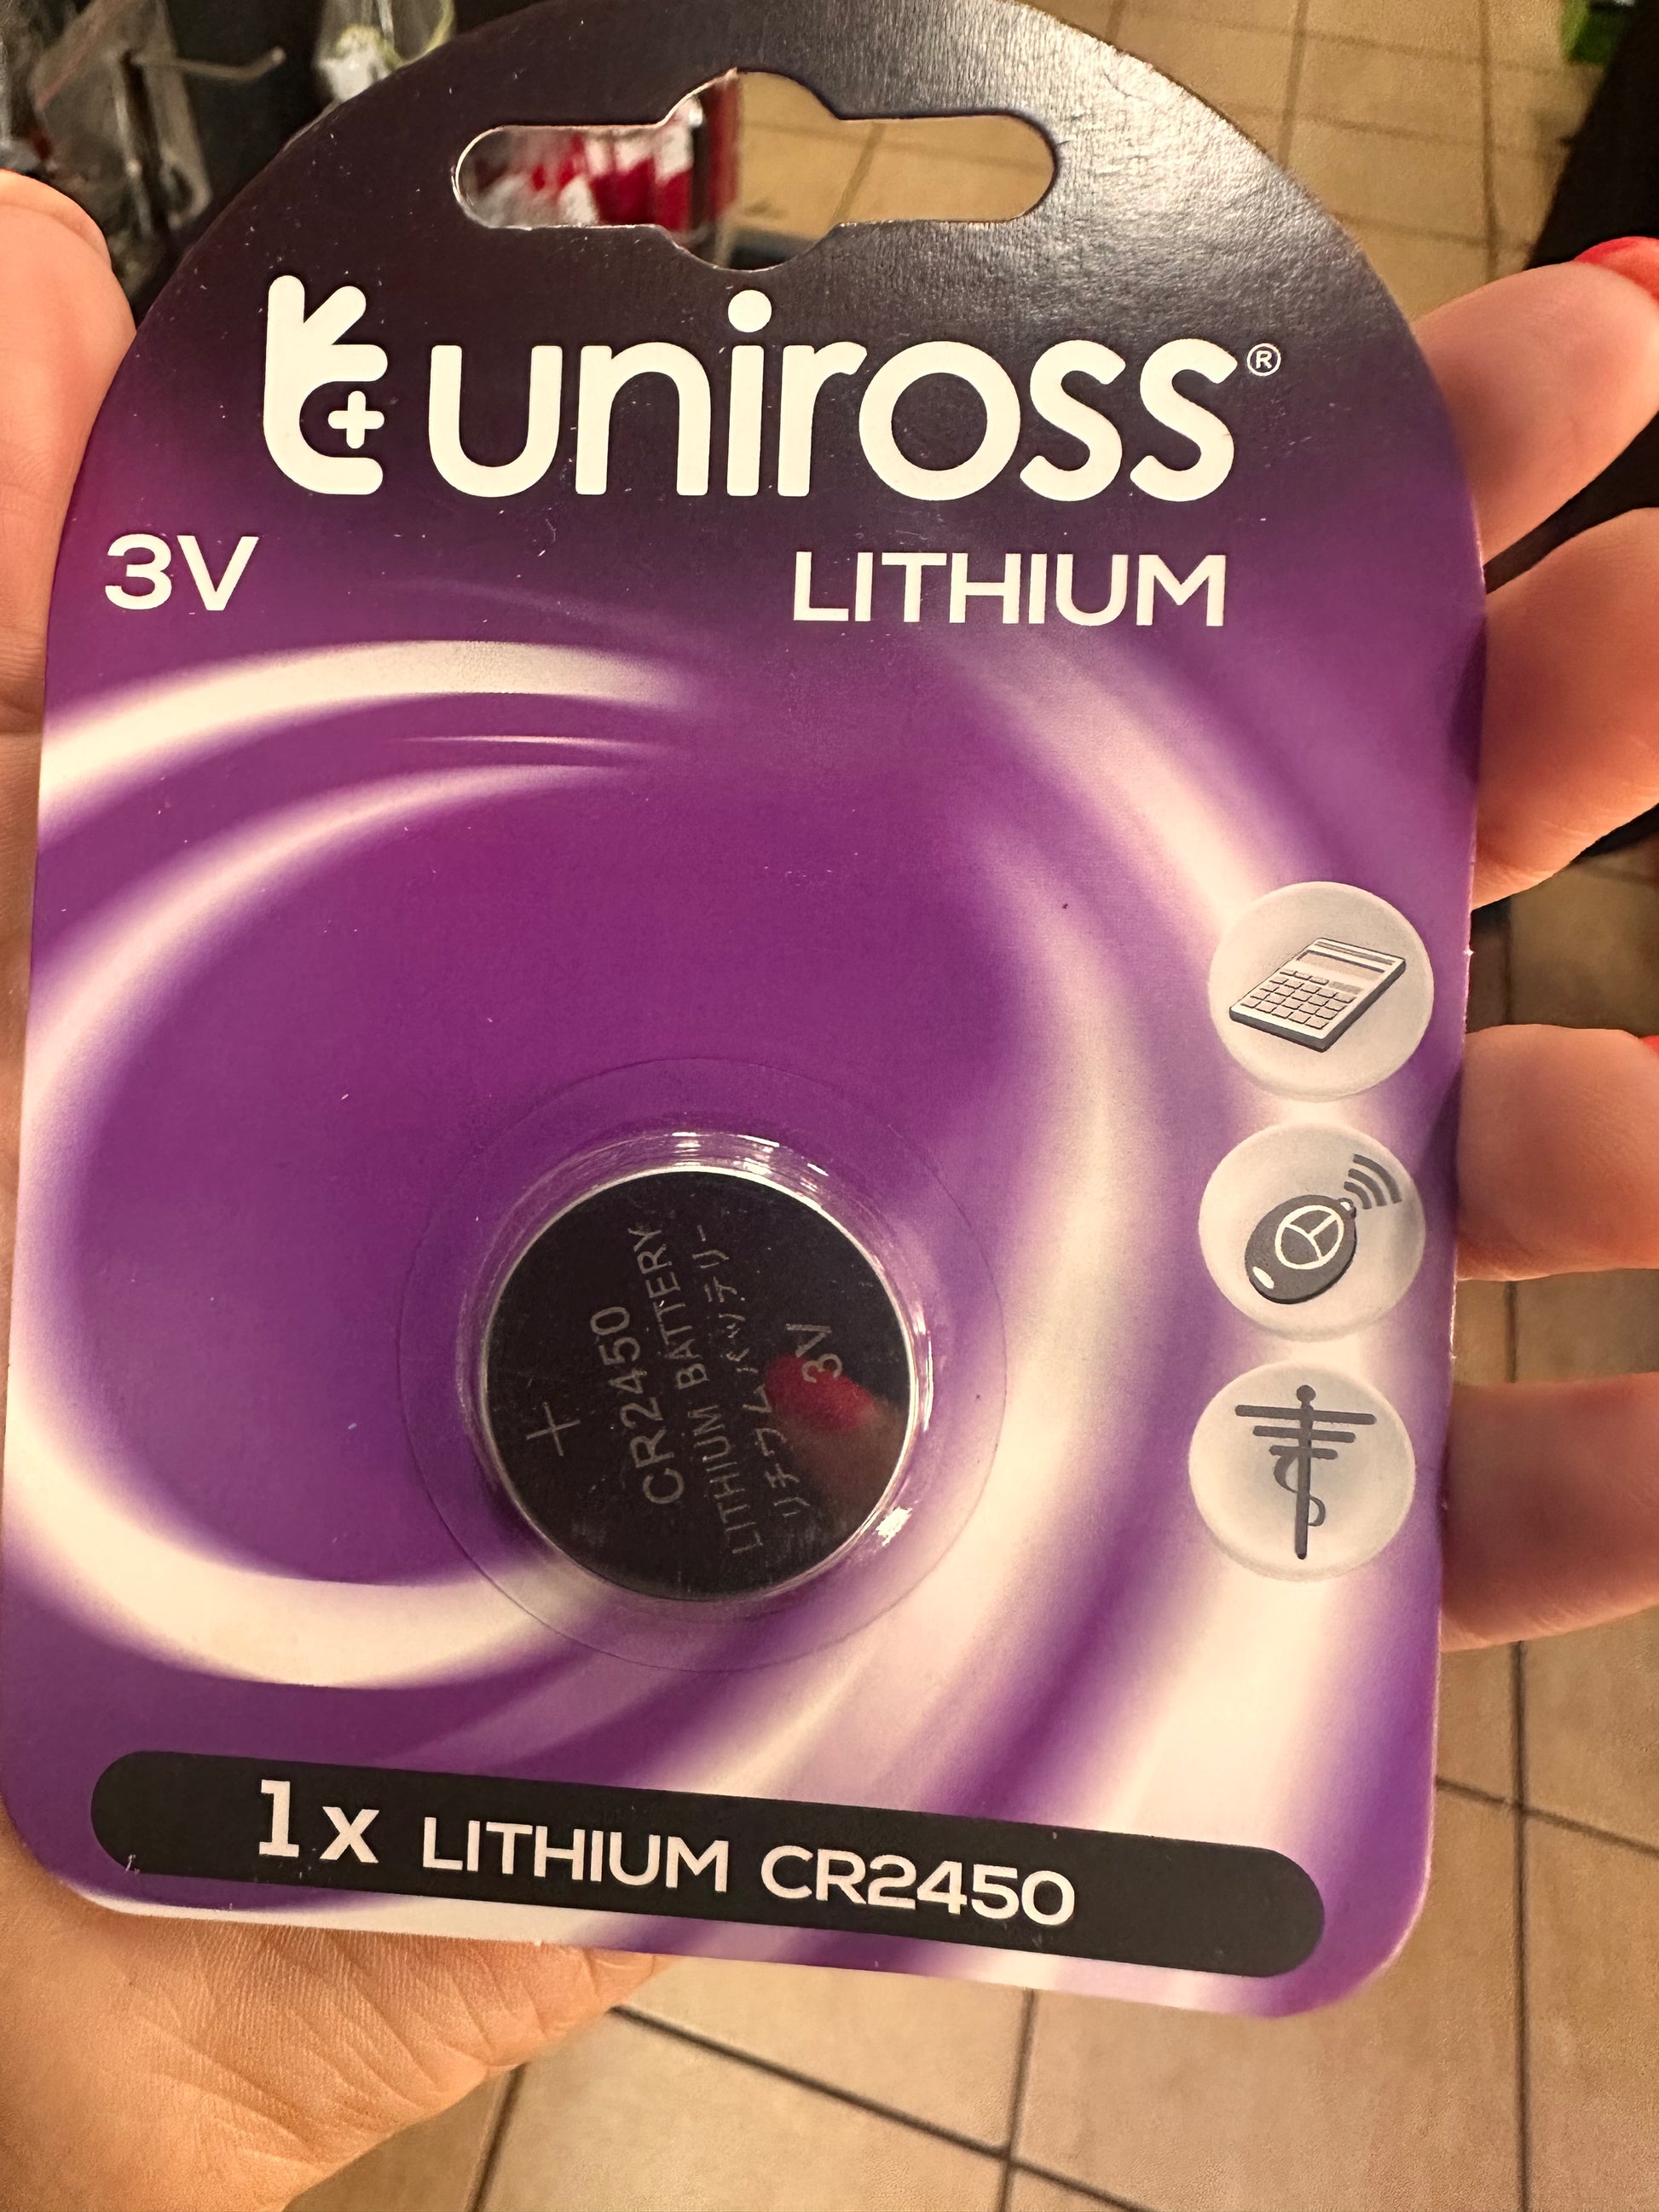 uniross®
3V
LITHIUM
+
CR2450
LITHIUM BATTERY
リチウムバッテリー
3V
1x LITHIUM CR2450